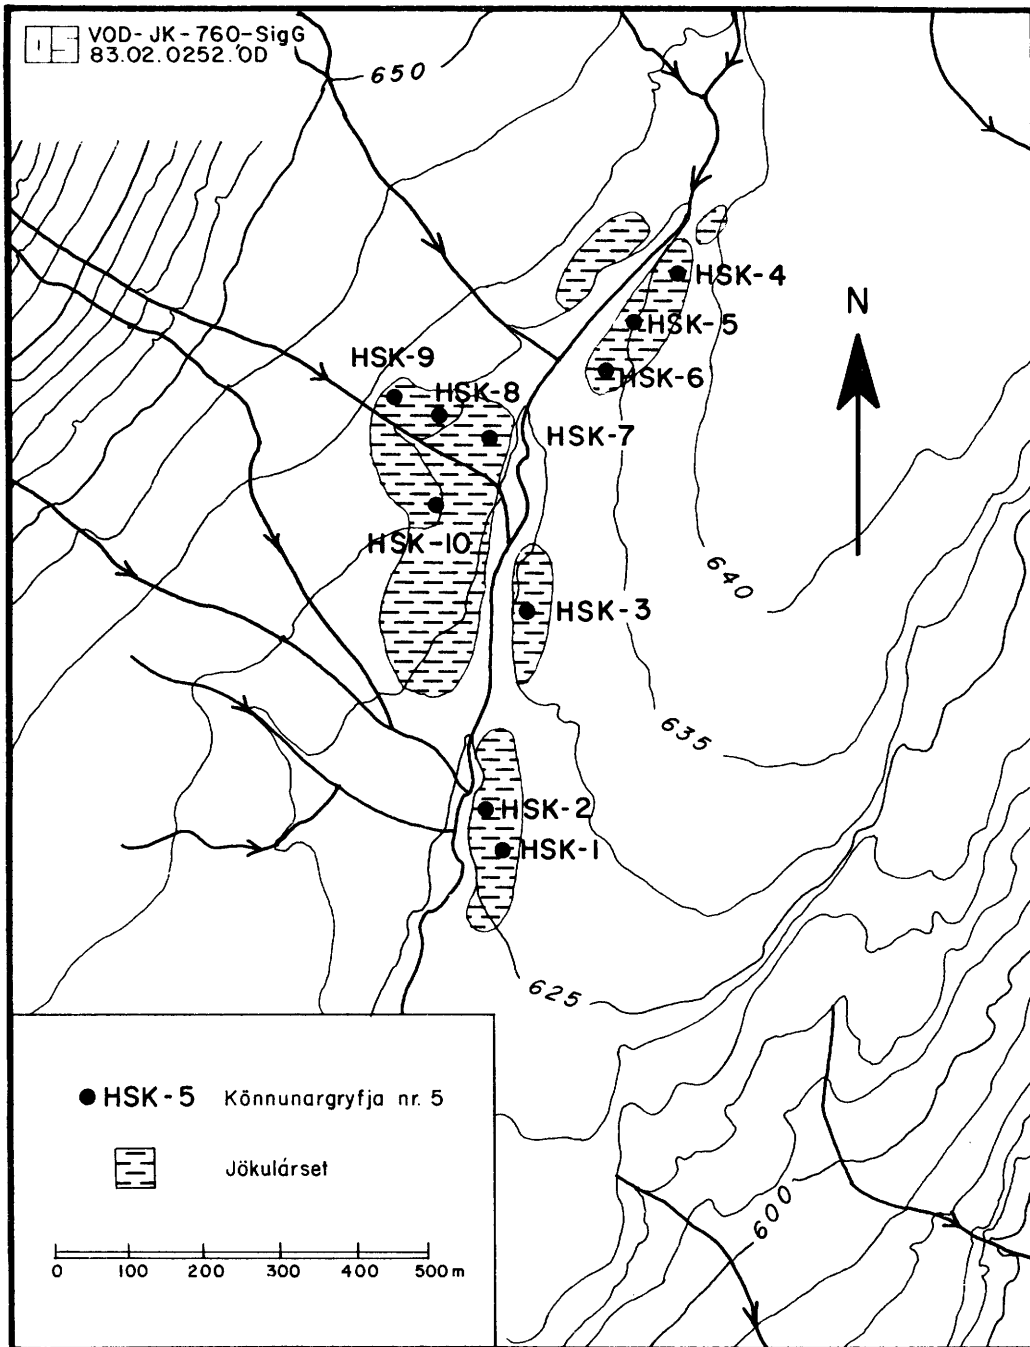 OS VOD-JK-760-SigG
83.02.0252.'OD
650
HSK-4
N
HSK-5
HSK-9
HSK-6
HSK-8
HSK-7
HSK-10
640
HSK-3
635
HSK-2
HSK-1
625
HSK-5 Könnunargryfja nr. 5
Jökulárset
600
0 100 200 300 400 500 m